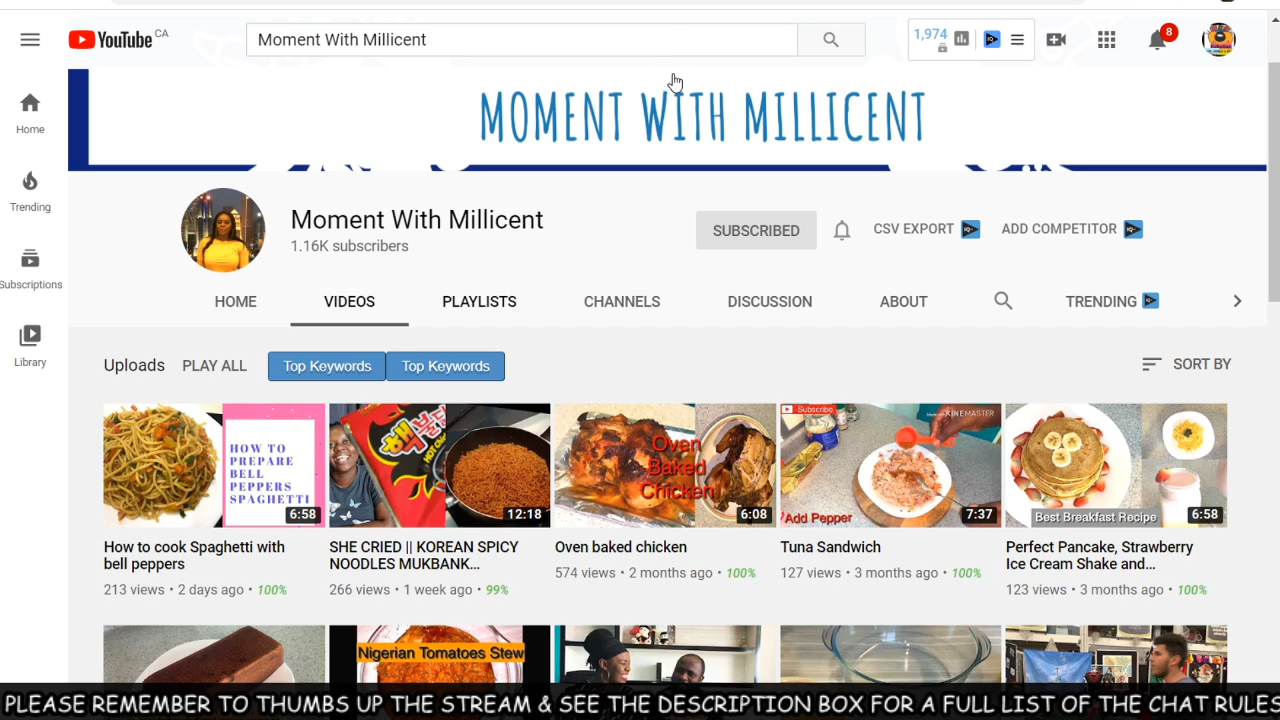 YouTube CA
Moment With Millicent
1,974
8
MOMENT WITH MILLICENT
Home
Trending
Subscriptions
Library
Moment With Millicent
1.16K subscribers
SUBSCRIBED
CSV EXPORT
ADD COMPETITOR
HOME VIDEOS PLAYLISTS CHANNELS DISCUSSION ABOUT TRENDING
Uploads PLAY ALL Top Keywords Top Keywords SORT BY
HOW TO
PREPARE
BELL
PEPPERS
SPAGHETTI
6:58
How to cook Spaghetti with
bell peppers
213 views • 2 days ago • 100%
12:18
SHE CRIED || KOREAN SPICY
NOODLES MUKBANK...
266 views • 1 week ago • 99%
Oven
Baked
Chicken
6:08
Oven baked chicken
574 views • 2 months ago • 100%
Subscribe
Made with KINEMASTER
Add Pepper
7:37
Tuna Sandwich
127 views • 3 months ago • 100%
Best Breakfast Recipe
6:58
Perfect Pancake, Strawberry
Ice Cream Shake and...
123 views • 3 months ago • 100%
Nigerian Tomatoes Stew
PLEASE REMEMBER TO THUMBS UP THE STREAM & SEE THE DESCRIPTION BOX FOR A FULL LIST OF THE CHAT RULES